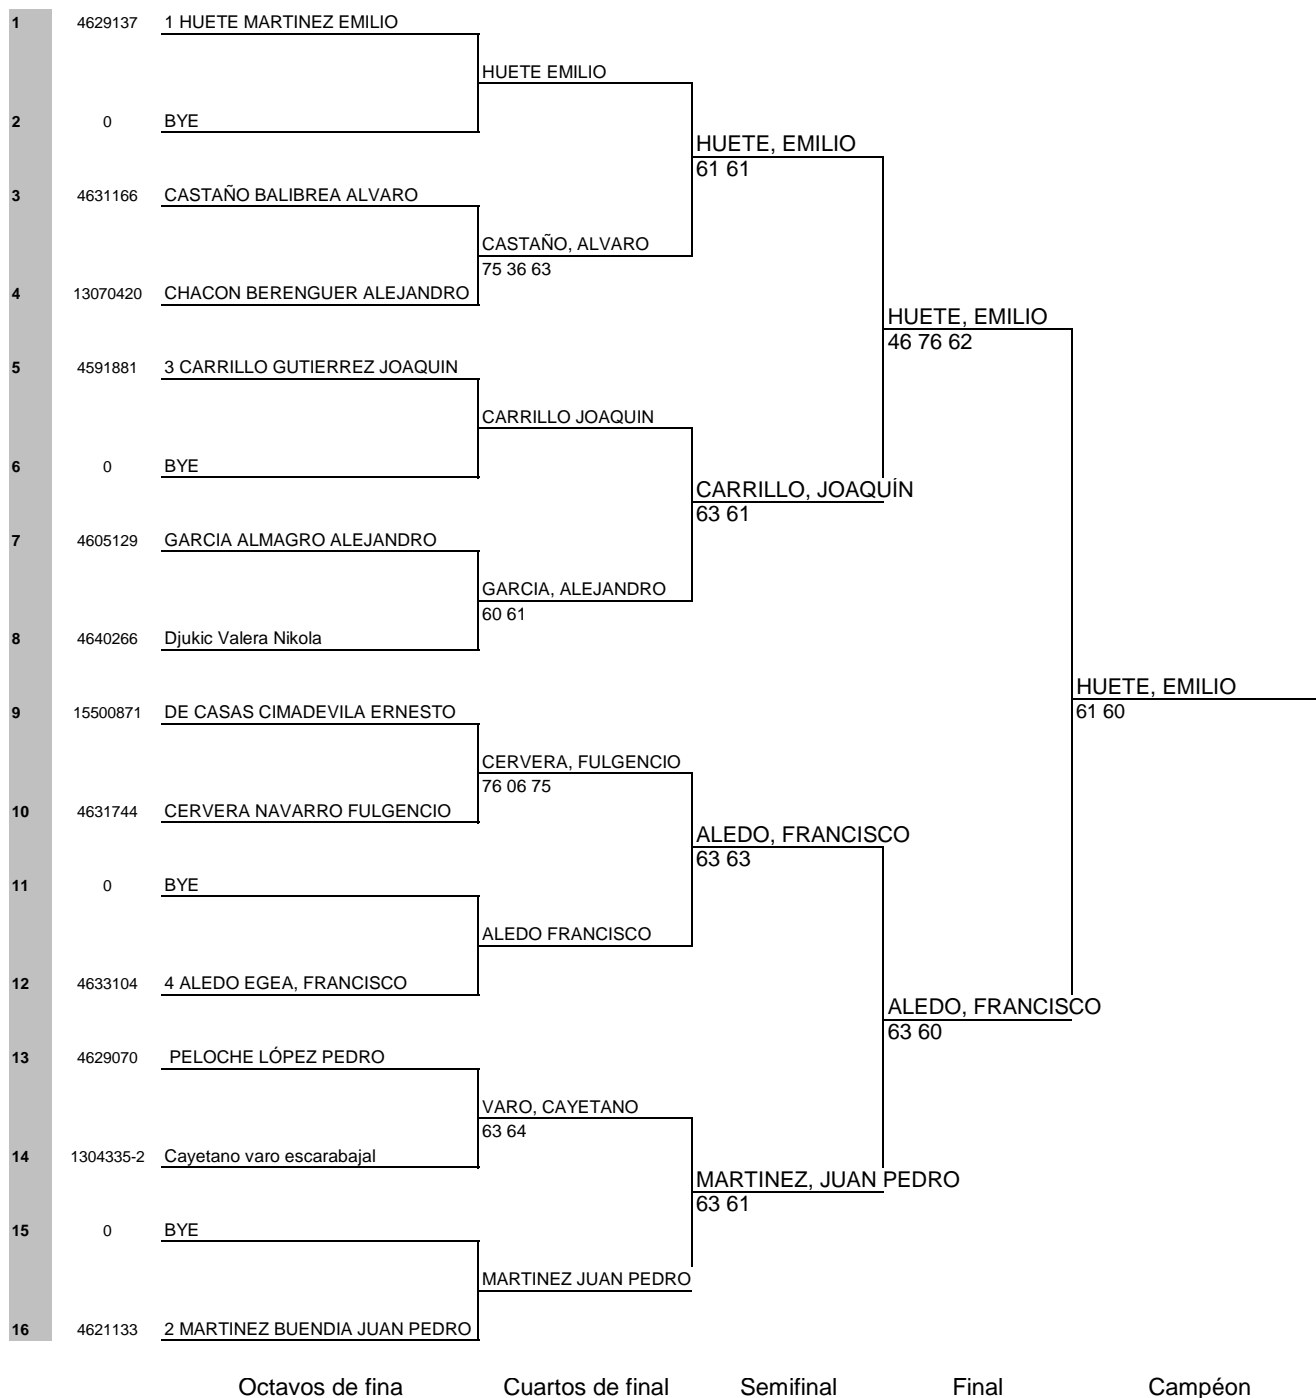 1 4629137 1 HUETE MARTINEZ EMILIO
HUETE EMILIO
2 0 BYE
HUETE, EMILIO
61 61
3 4631166 CASTAÑO BALIBREA ALVARO
CASTAÑO, ALVARO
75 36 63
4 13070420 CHACON BERENGUER ALEJANDRO
HUETE, EMILIO
46 76 62
5 4591881 3 CARRILLO GUTIERREZ JOAQUIN
CARRILLO JOAQUIN
6 0 BYE
CARRILLO, JOAQUÍN
63 61
7 4605129 GARCIA ALMAGRO ALEJANDRO
GARCIA, ALEJANDRO
60 61
8 4640266 Djukic Valera Nikola
HUETE, EMILIO
61 60
9 15500871 DE CASAS CIMADEVILA ERNESTO
CERVERA, FULGENCIO
76 06 75
10 4631744 CERVERA NAVARRO FULGENCIO
ALEDO, FRANCISCO
63 63
11 0 BYE
ALEDO FRANCISCO
12 4633104 4 ALEDO EGEA, FRANCISCO
ALEDO, FRANCISCO
63 60
13 4629070 PELOCHE LÓPEZ PEDRO
VARO, CAYETANO
63 64
14 1304335-2 Cayetano varo escarabajal
MARTINEZ, JUAN PEDRO
63 61
15 0 BYE
MARTINEZ JUAN PEDRO
16 4621133 2 MARTINEZ BUENDIA JUAN PEDRO
Octavos de fina Cuartos de final Semifinal Final Campéon